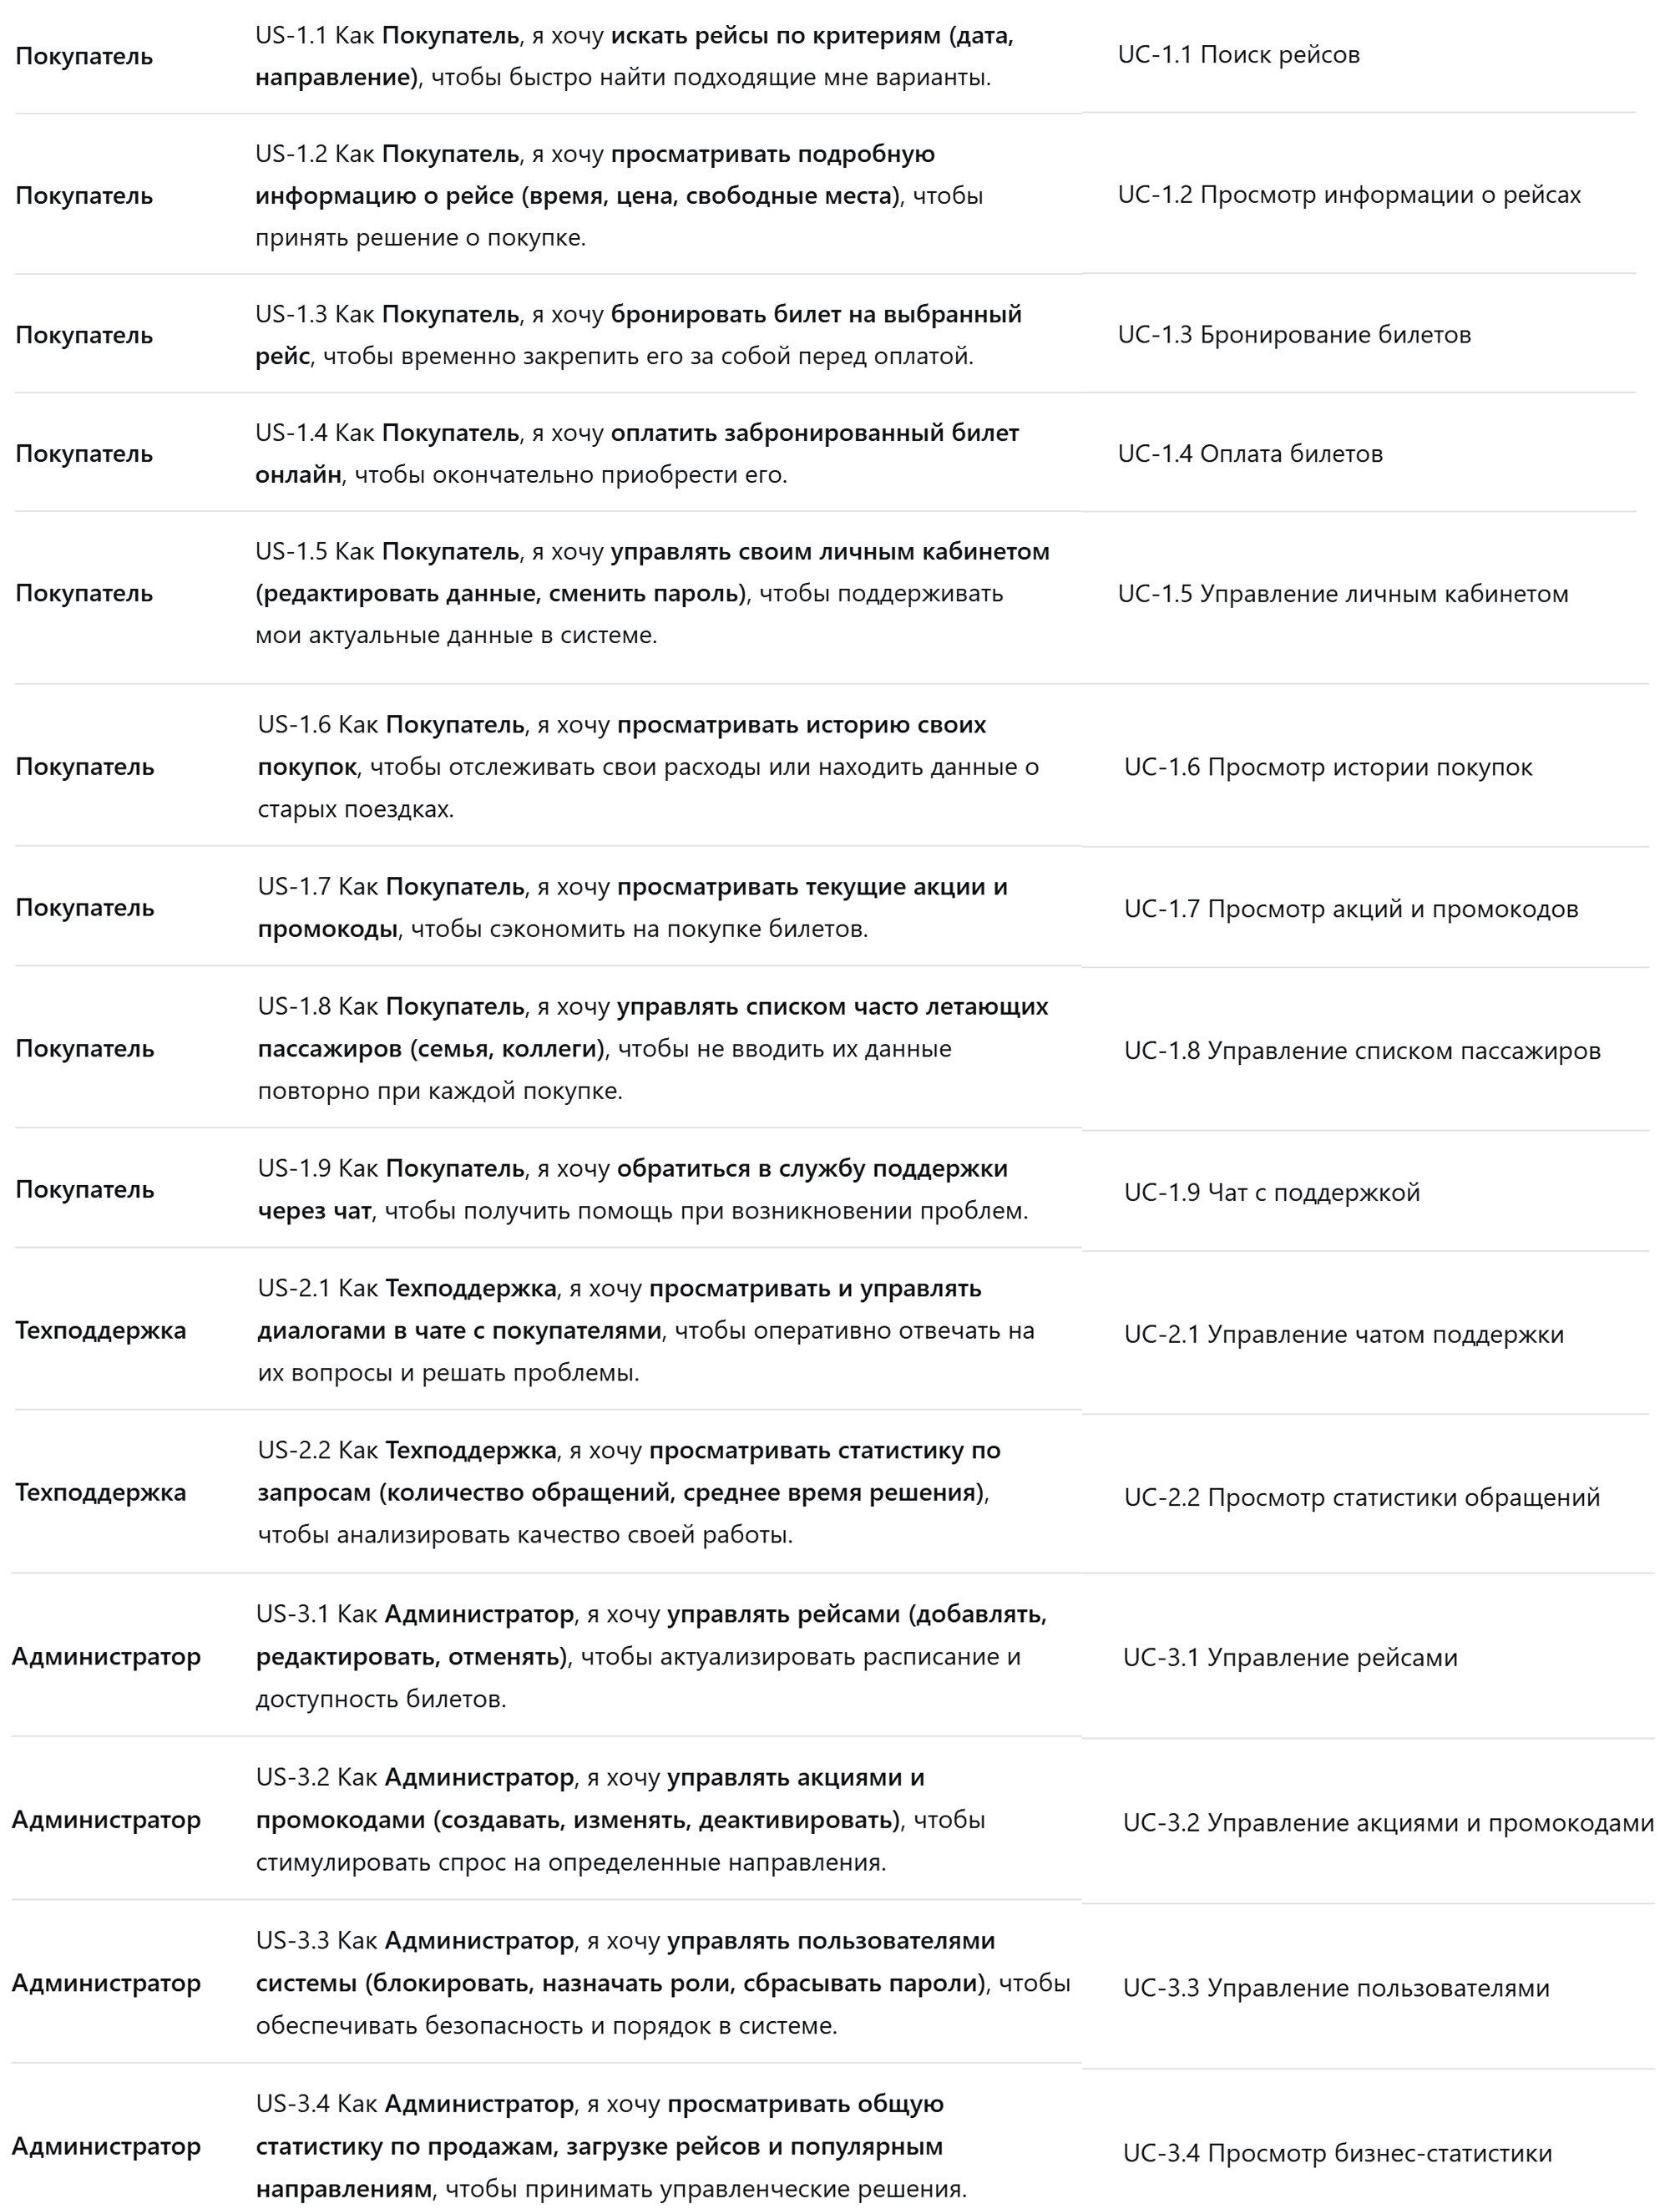 Покупатель
US-1.1 Как Покупатель, я хочу искать рейсы по критериям (дата,
направление), чтобы быстро найти подходящие мне варианты.
UC-1.1 Поиск рейсов
Покупатель
US-1.2 Как Покупатель, я хочу просматривать подробную
информацию о рейсе (время, цена, свободные места), чтобы
принять решение о покупке.
UC-1.2 Просмотр информации о рейсах
Покупатель
US-1.3 Как Покупатель, я хочу бронировать билет на выбранный
рейс, чтобы временно закрепить его за собой перед оплатой.
UC-1.3 Бронирование билетов
Покупатель
US-1.4 Как Покупатель, я хочу оплатить забронированный билет
онлайн, чтобы окончательно приобрести его.
UC-1.4 Оплата билетов
Покупатель
US-1.5 Как Покупатель, я хочу управлять своим личным кабинетом
(редактировать данные, сменить пароль), чтобы поддерживать
мои актуальные данные в системе.
UC-1.5 Управление личным кабинетом
Покупатель
US-1.6 Как Покупатель, я хочу просматривать историю своих
покупок, чтобы отслеживать свои расходы или находить данные о
старых поездках.
UC-1.6 Просмотр истории покупок
Покупатель
US-1.7 Как Покупатель, я хочу просматривать текущие акции и
промокоды, чтобы сэкономить на покупке билетов.
UC-1.7 Просмотр акций и промокодов
Покупатель
US-1.8 Как Покупатель, я хочу управлять списком часто летающих
пассажиров (семья, коллеги), чтобы не вводить их данные
повторно при каждой покупке.
UC-1.8 Управление списком пассажиров
Покупатель
US-1.9 Как Покупатель, я хочу обратиться в службу поддержки
через чат, чтобы получить помощь при возникновении проблем.
UC-1.9 Чат с поддержкой
Техподдержка
US-2.1 Как Техподдержка, я хочу просматривать и управлять
диалогами в чате с покупателями, чтобы оперативно отвечать на
их вопросы и решать проблемы.
UC-2.1 Управление чатом поддержки
Техподдержка
US-2.2 Как Техподдержка, я хочу просматривать статистику по
запросам (количество обращений, среднее время решения),
чтобы анализировать качество своей работы.
UC-2.2 Просмотр статистики обращений
Администратор
US-3.1 Как Администратор, я хочу управлять рейсами (добавлять,
редактировать, отменять), чтобы актуализировать расписание и
доступность билетов.
UC-3.1 Управление рейсами
Администратор
US-3.2 Как Администратор, я хочу управлять акциями и
промокодами (создавать, изменять, деактивировать), чтобы
стимулировать спрос на определенные направления.
UC-3.2 Управление акциями и промокодами
Администратор
US-3.3 Как Администратор, я хочу управлять пользователями
системы (блокировать, назначать роли, сбрасывать пароли), чтобы
обеспечивать безопасность и порядок в системе.
UC-3.3 Управление пользователями
Администратор
US-3.4 Как Администратор, я хочу просматривать общую
статистику по продажам, загрузке рейсов и популярным
направлениям, чтобы принимать управленческие решения.
UC-3.4 Просмотр бизнес-статистики